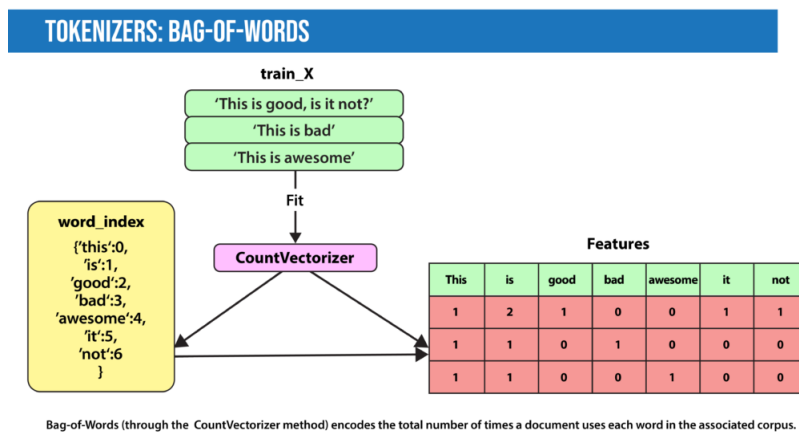 TOKENIZERS: BAG-OF-WORDS
train_X
‘This is good, is it not?’
‘This is bad’
‘This is awesome’
Fit
CountVectorizer
word_index
{‘this‘:0,
‘is‘:1,
‘good‘:2,
‘bad‘:3,
‘awesome‘:4,
‘it‘:5,
‘not‘:6
}
Features
This is good bad awesome it not
1 2 1 0 0 1 1
1 1 0 1 0 0 0
1 1 0 0 1 0 0
Bag-of-Words (through the CountVectorizer method) encodes the total number of times a document uses each word in the associated corpus.